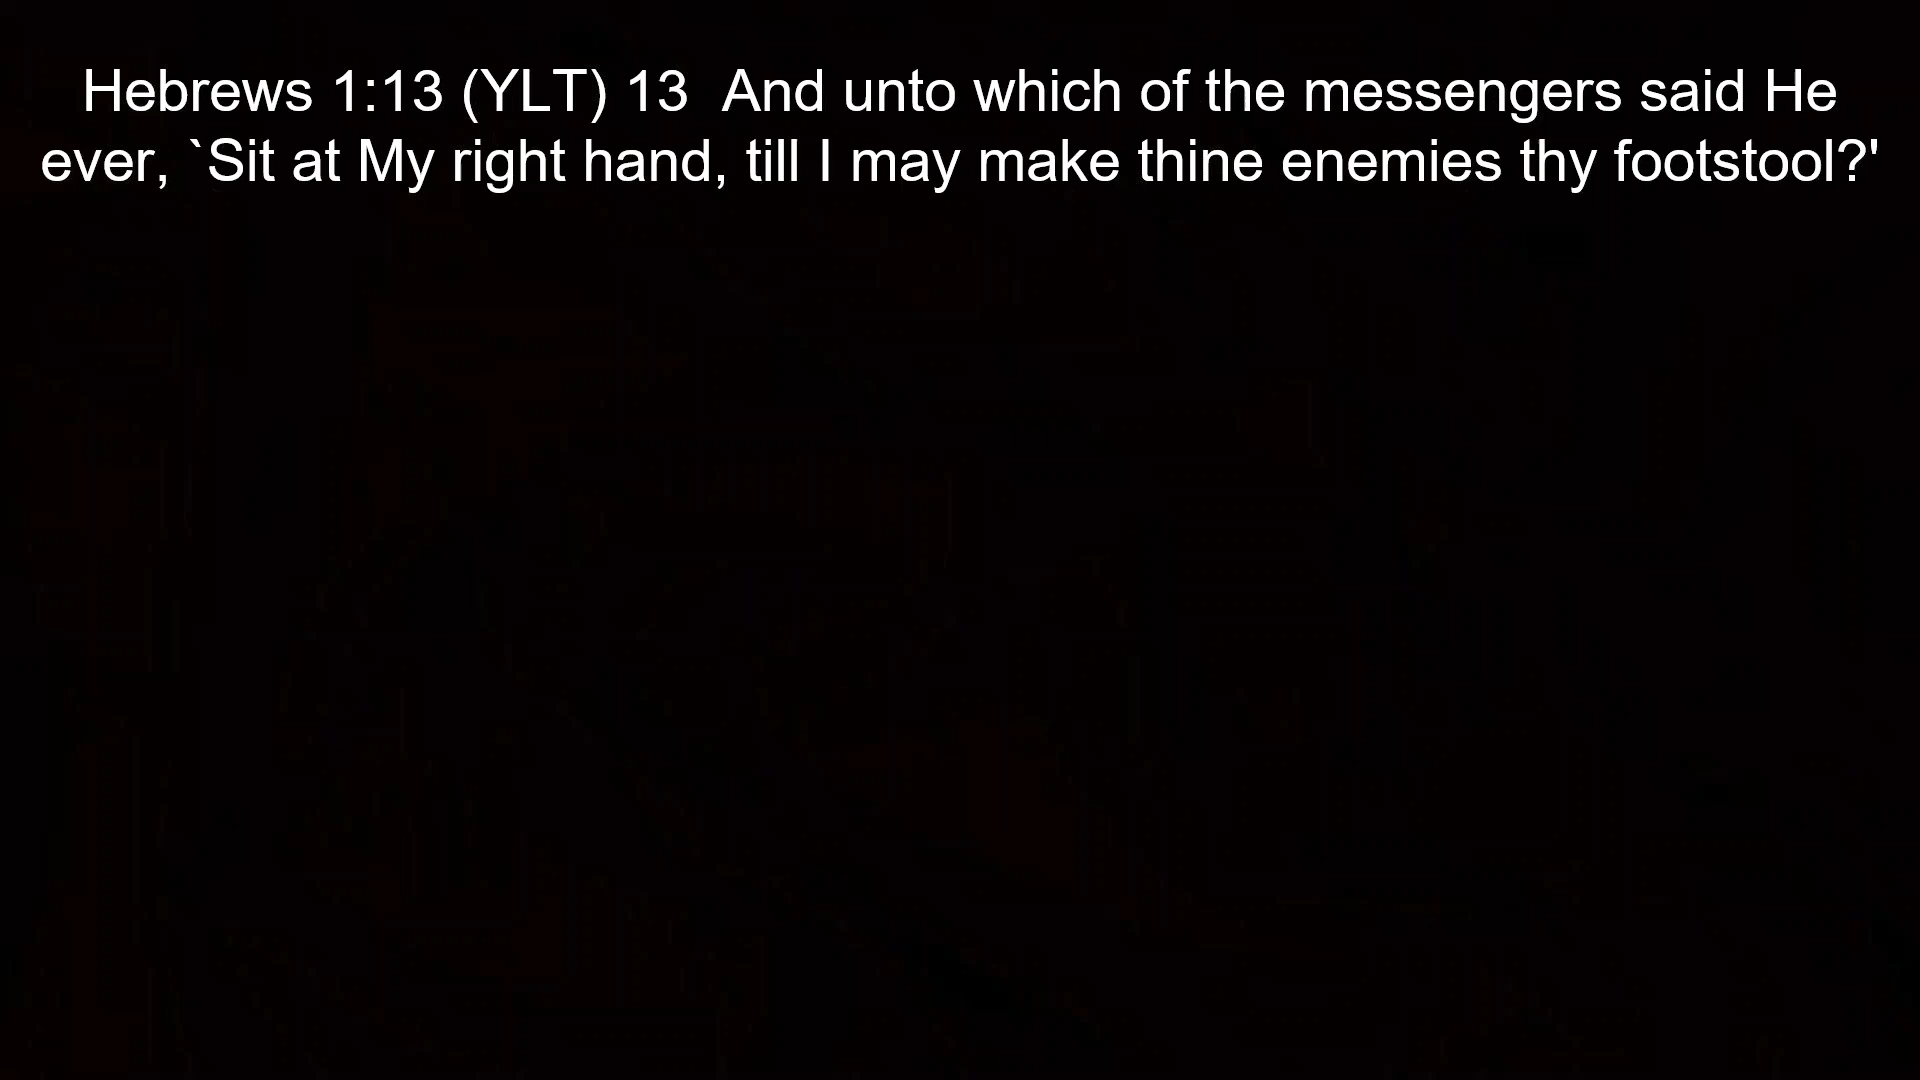 Hebrews 1:13 (YLT) 13  And unto which of the messengers said He
ever, `Sit at My right hand, till I may make thine enemies thy footstool?'